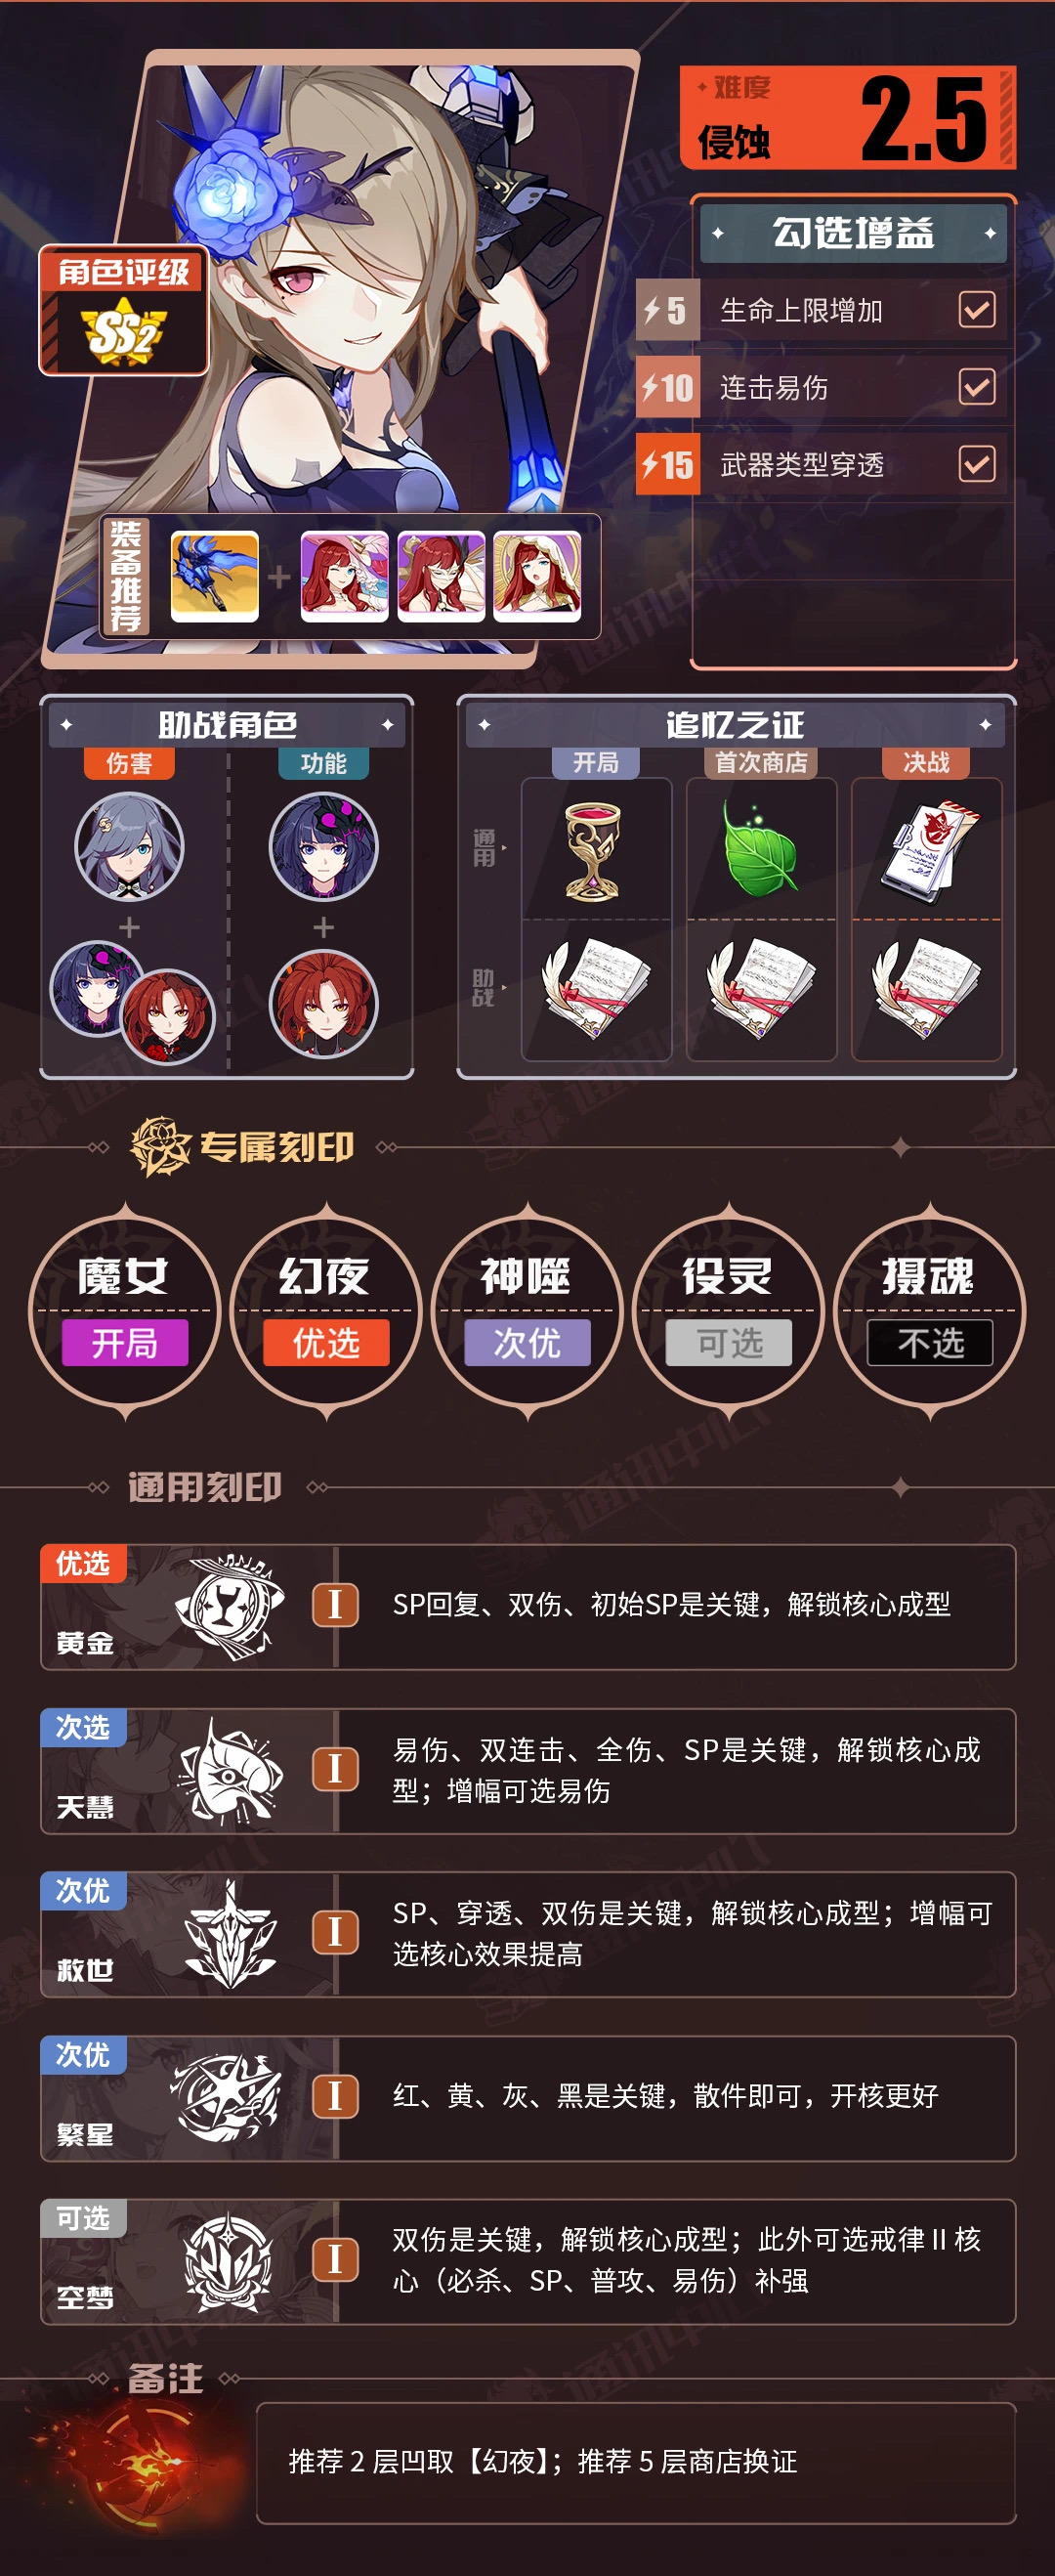 难度
侵蚀
2.5
勾选增益
5
生命上限增加
10
连击易伤
15
武器类型穿透
角色评级
SS2
装备推荐
助战角色
伤害
功能
追忆之证
开局
首次商店
决战
通用
助战
专属刻印
魔女
开局
幻夜
优选
神噬
次优
役灵
可选
摄魂
不选
通用刻印
优选
黄金
I
SP回复、双伤、初始SP是关键，解锁核心成型
次选
天慧
I
易伤、双连击、全伤、SP是关键，解锁核心成
型；增幅可选易伤
次优
救世
I
SP、穿透、双伤是关键，解锁核心成型；增幅可
选核心效果提高
次优
繁星
I
红、黄、灰、黑是关键，散件即可，开核更好
可选
空梦
I
双伤是关键，解锁核心成型；此外可选戒律 II 核
心（必杀、SP、普攻、易伤）补强
备注
推荐 2 层凹取【幻夜】；推荐 5 层商店换证